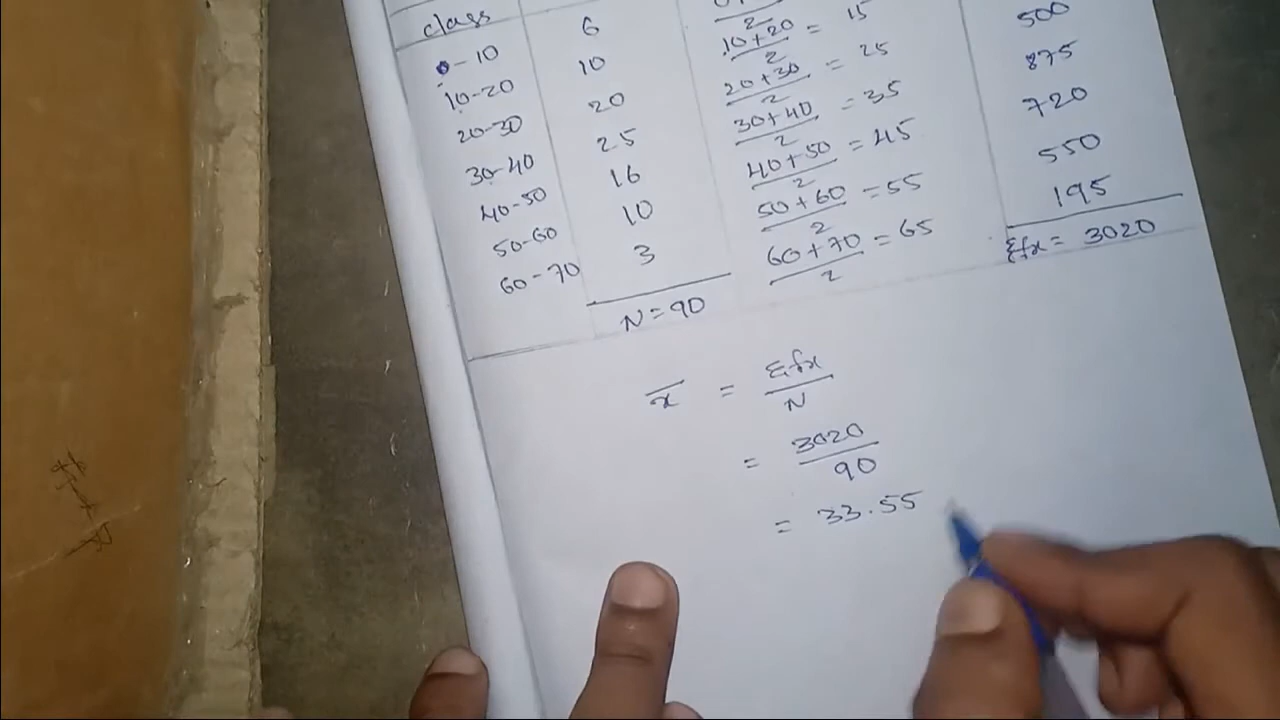 class
0-10 6
10-20 10 10+20/2 = 15
20-30 20 20+30/2 = 25 500
30-40 25 30+40/2 = 35 875
40-50 16 40+50/2 = 45 720
50-60 10 50+60/2 = 55 550
60-70 3 60+70/2 = 65 195
N=90 Σfx = 3020
x̄ = Σfx/N
= 3020/90
= 33.55